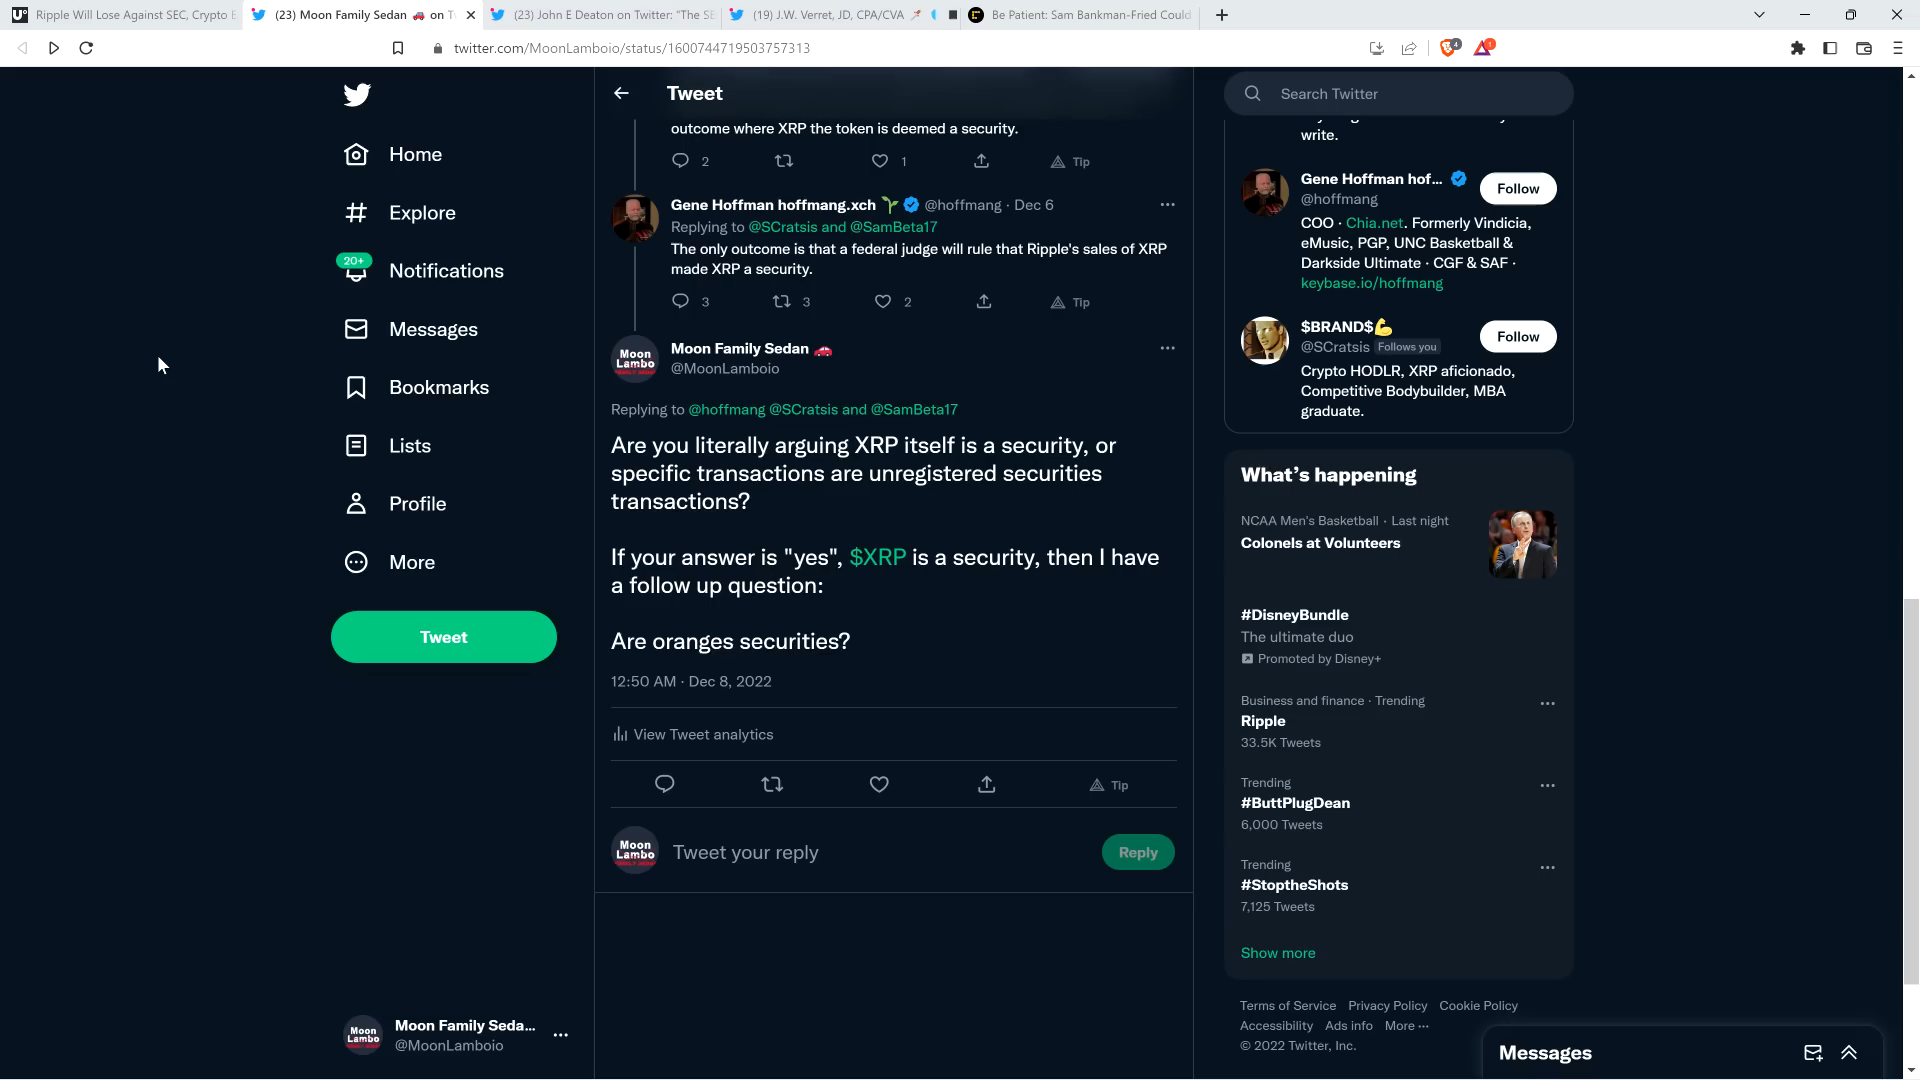 Ripple Will Lose Against SEC, Crypto E
(23) Moon Family Sedan 🚗 on T
(23) John E Deaton on Twitter: "The SE
(19) J.W. Verret, JD, CPA/CVA
Be Patient: Sam Bankman-Fried Could
twitter.com/MoonLamboio/status/1600744719503757313
4
1
Home
Explore
20+
Notifications
Messages
Bookmarks
Lists
Profile
More
Tweet
Moon
Lambo
Moon Family Seda...
@MoonLamboio
Tweet
outcome where XRP the token is deemed a security.
2
1
Tip
Gene Hoffman hoffmang.xch 🌱 @hoffmang · Dec 6
Replying to @SCratsis and @SamBeta17
The only outcome is that a federal judge will rule that Ripple's sales of XRP
made XRP a security.
3
3
2
Tip
Moon
Lambo
Moon Family Sedan 🚗
@MoonLamboio
Replying to @hoffmang @SCratsis and @SamBeta17
Are you literally arguing XRP itself is a security, or
specific transactions are unregistered securities
transactions?
If your answer is "yes", $XRP is a security, then I have
a follow up question:
Are oranges securities?
12:50 AM · Dec 8, 2022
View Tweet analytics
Tip
Moon
Lambo
Tweet your reply
Reply
Search Twitter
write.
Gene Hoffman hof...
@hoffmang
Follow
COO · Chia.net. Formerly Vindicia,
eMusic, PGP, UNC Basketball &
Darkside Ultimate · CGF & SAF ·
keybase.io/hoffmang
$BRAND$💪
@SCratsis Follows you
Follow
Crypto HODLR, XRP aficionado,
Competitive Bodybuilder, MBA
graduate.
What's happening
NCAA Men's Basketball · Last night
Colonels at Volunteers
#DisneyBundle
The ultimate duo
Promoted by Disney+
Business and finance · Trending
Ripple
33.5K Tweets
Trending
#ButtPlugDean
6,000 Tweets
Trending
#StoptheShots
7,125 Tweets
Show more
Terms of Service Privacy Policy Cookie Policy
Accessibility Ads info More ···
© 2022 Twitter, Inc.
Messages